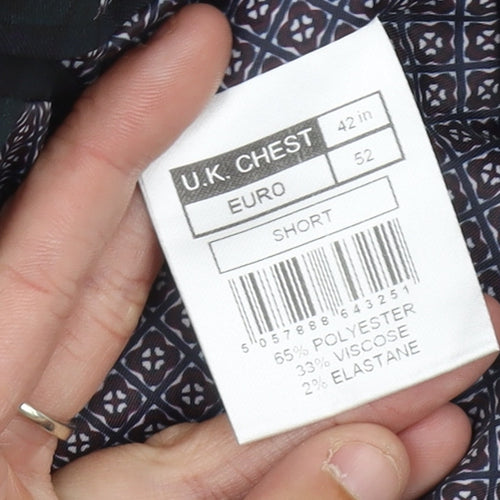 U.K. CHEST 42 in
EURO 52
SHORT
5 057888 643251
65% POLYESTER
33% VISCOSE
2% ELASTANE